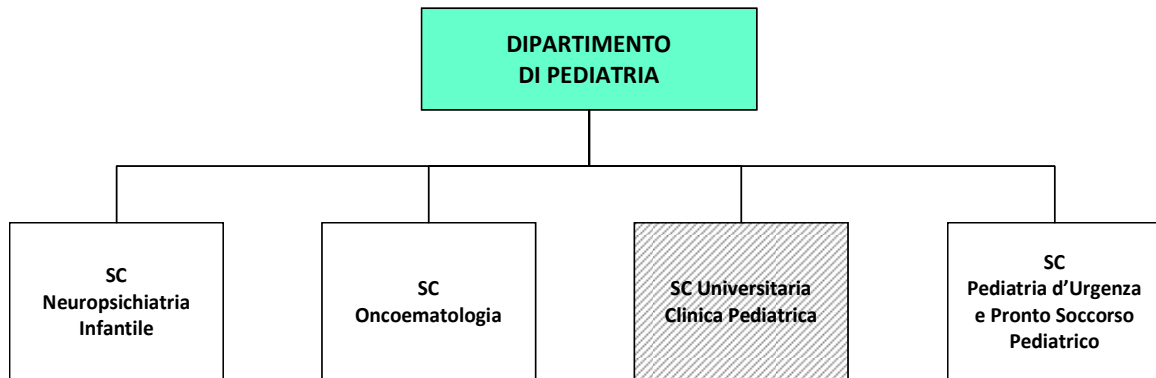 DIPARTIMENTO
DI PEDIATRIA
SC
Neuropsichiatria
Infantile
SC
Oncoematologia
SC Universitaria
Clinica Pediatrica
SC
Pediatria d’Urgenza
e Pronto Soccorso
Pediatrico